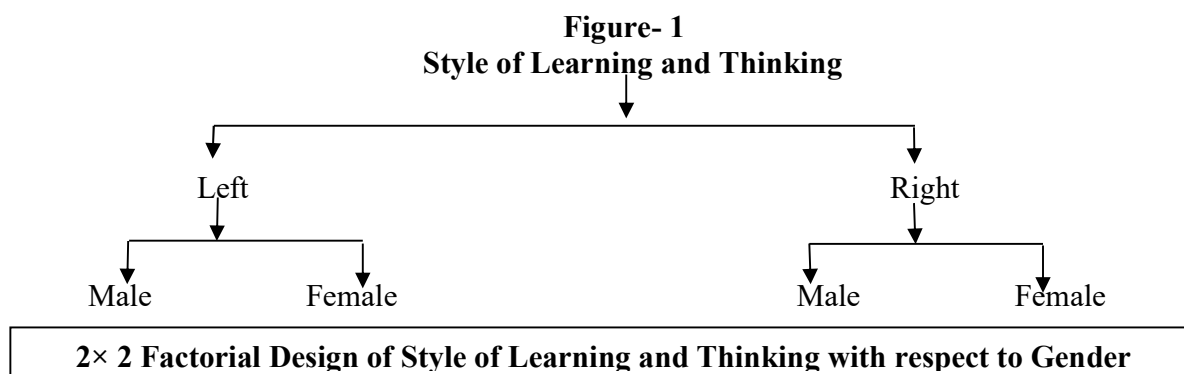 Figure- 1
Style of Learning and Thinking
Left Right
Male Female Male Female
2× 2 Factorial Design of Style of Learning and Thinking with respect to Gender